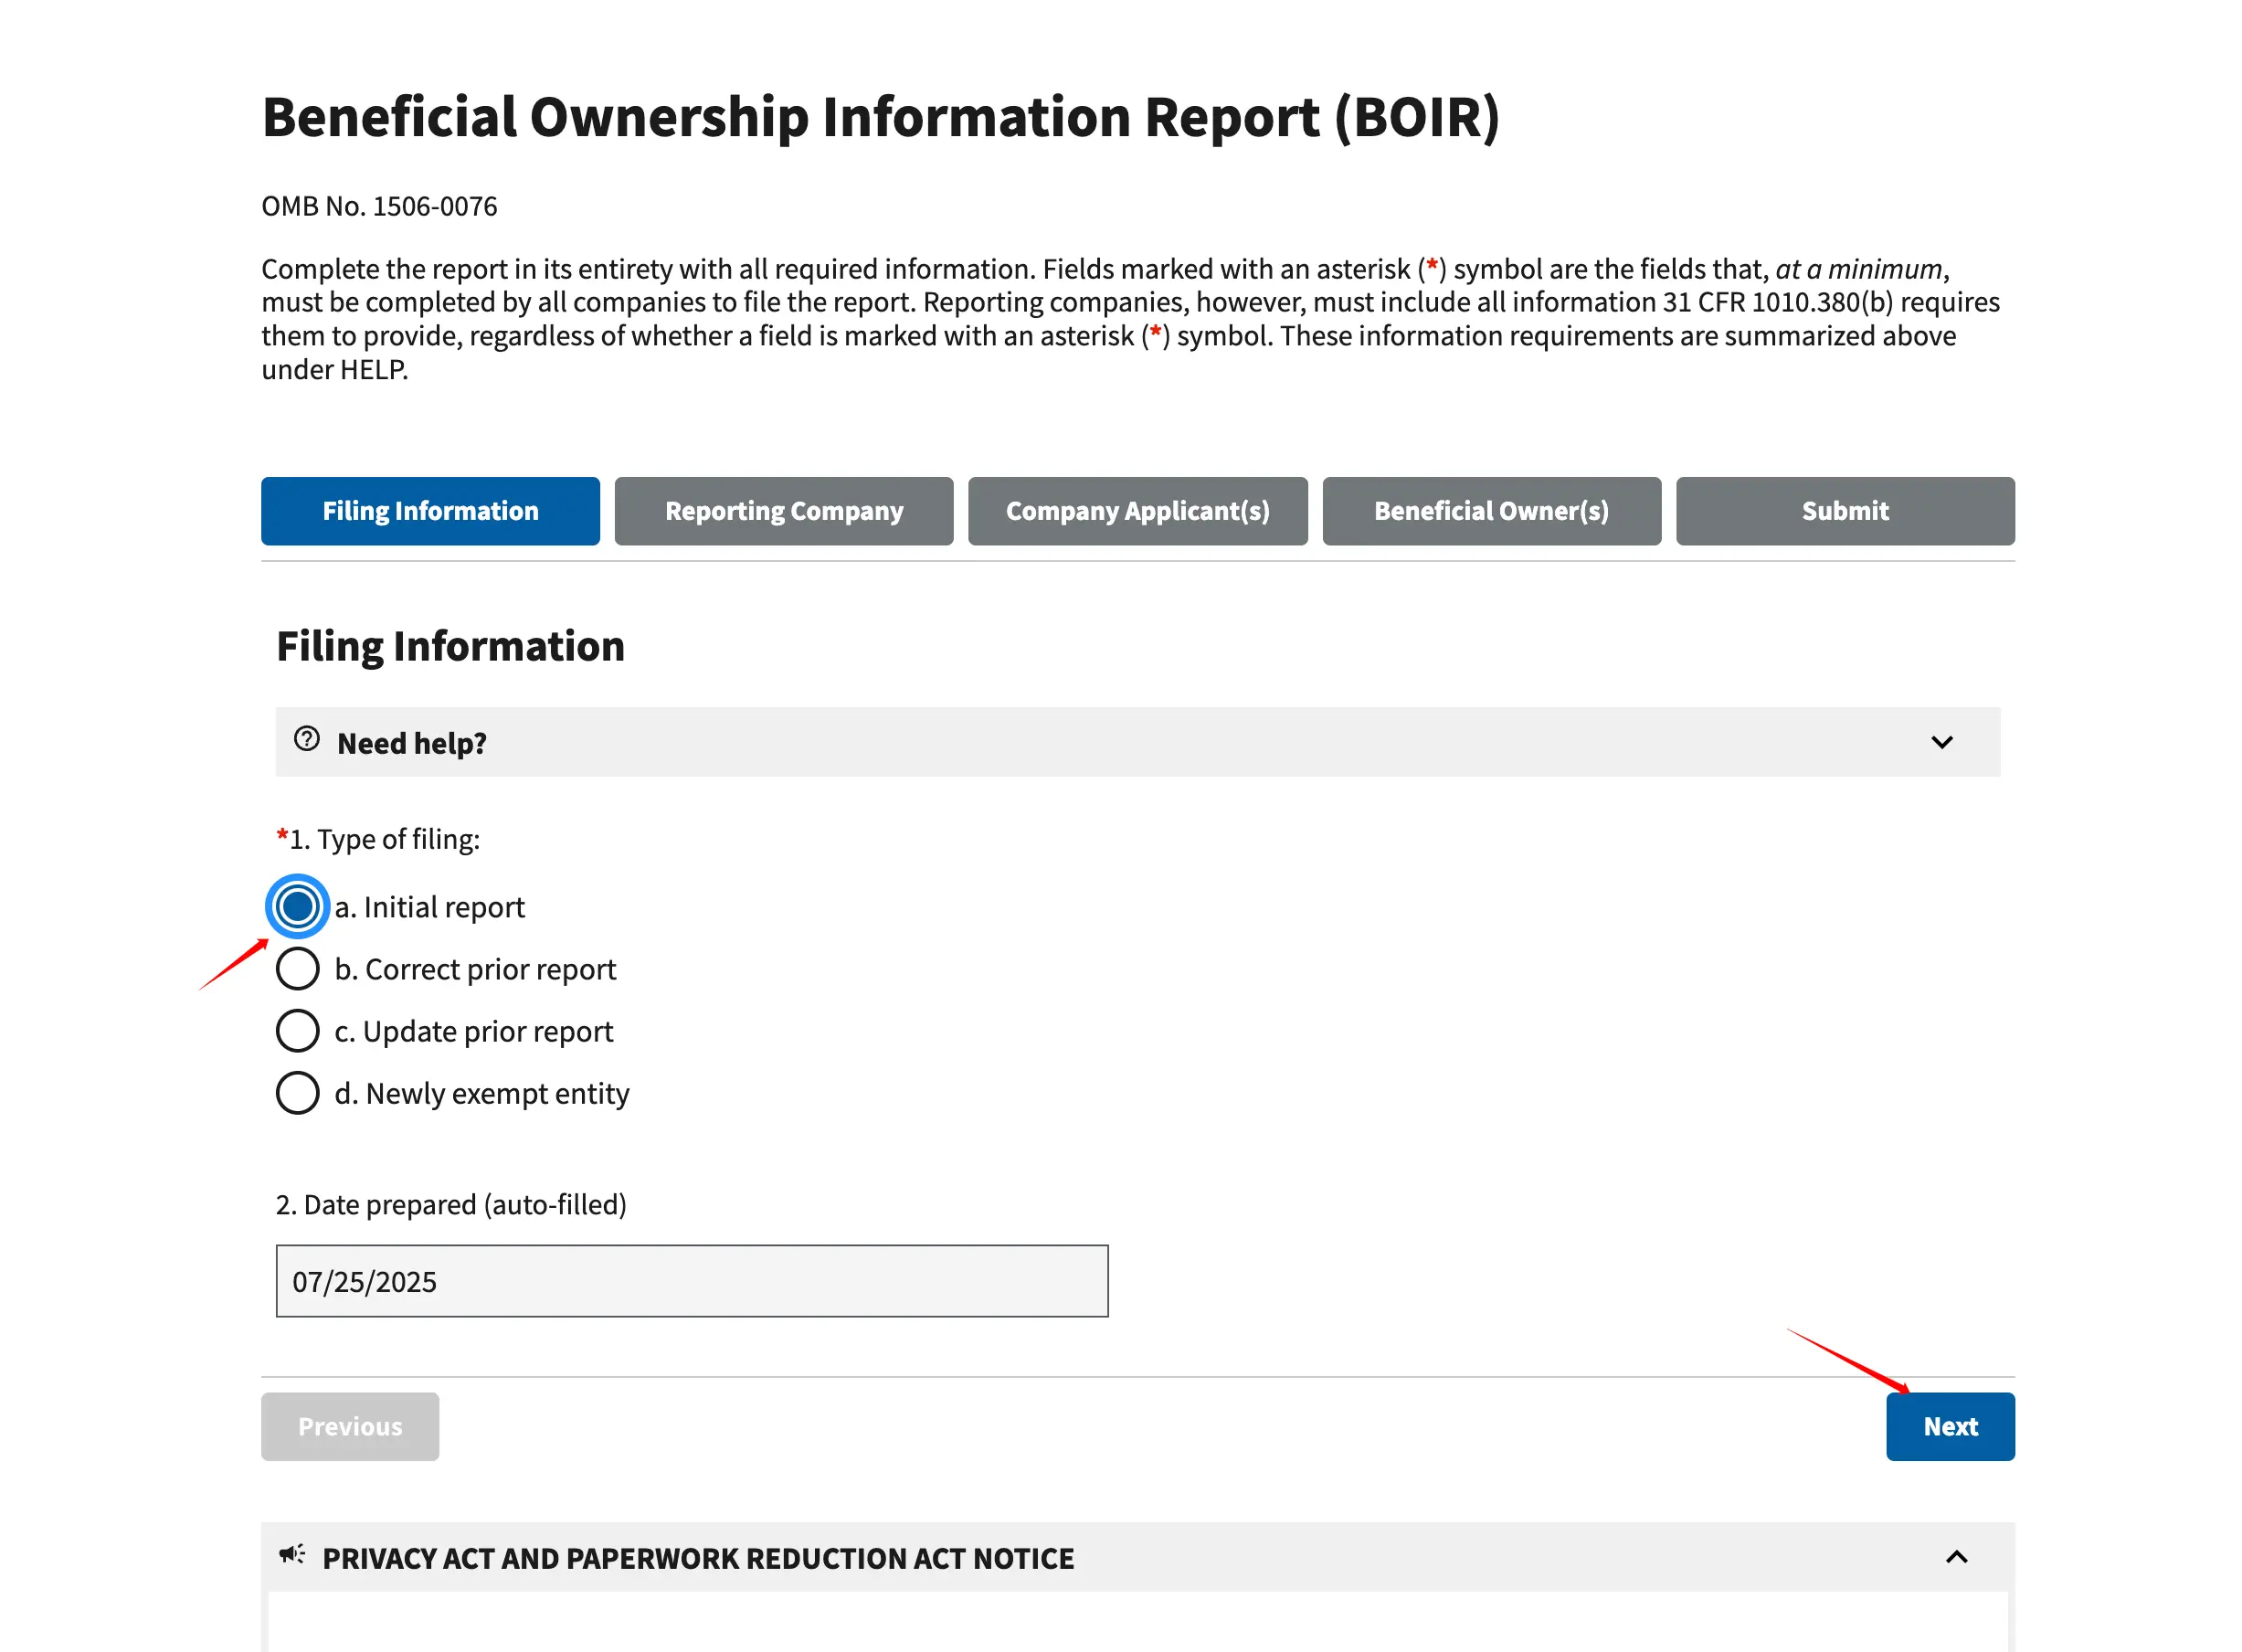 Beneficial Ownership Information Report (BOIR)
OMB No. 1506-0076
Complete the report in its entirety with all required information. Fields marked with an asterisk (*) symbol are the fields that, at a minimum,
must be completed by all companies to file the report. Reporting companies, however, must include all information 31 CFR 1010.380(b) requires
them to provide, regardless of whether a field is marked with an asterisk (*) symbol. These information requirements are summarized above
under HELP.
Filing Information
Reporting Company
Company Applicant(s)
Beneficial Owner(s)
Submit
Filing Information
Need help?
*1. Type of filing:
a. Initial report
b. Correct prior report
c. Update prior report
d. Newly exempt entity
2. Date prepared (auto-filled)
07/25/2025
Previous
Next
PRIVACY ACT AND PAPERWORK REDUCTION ACT NOTICE